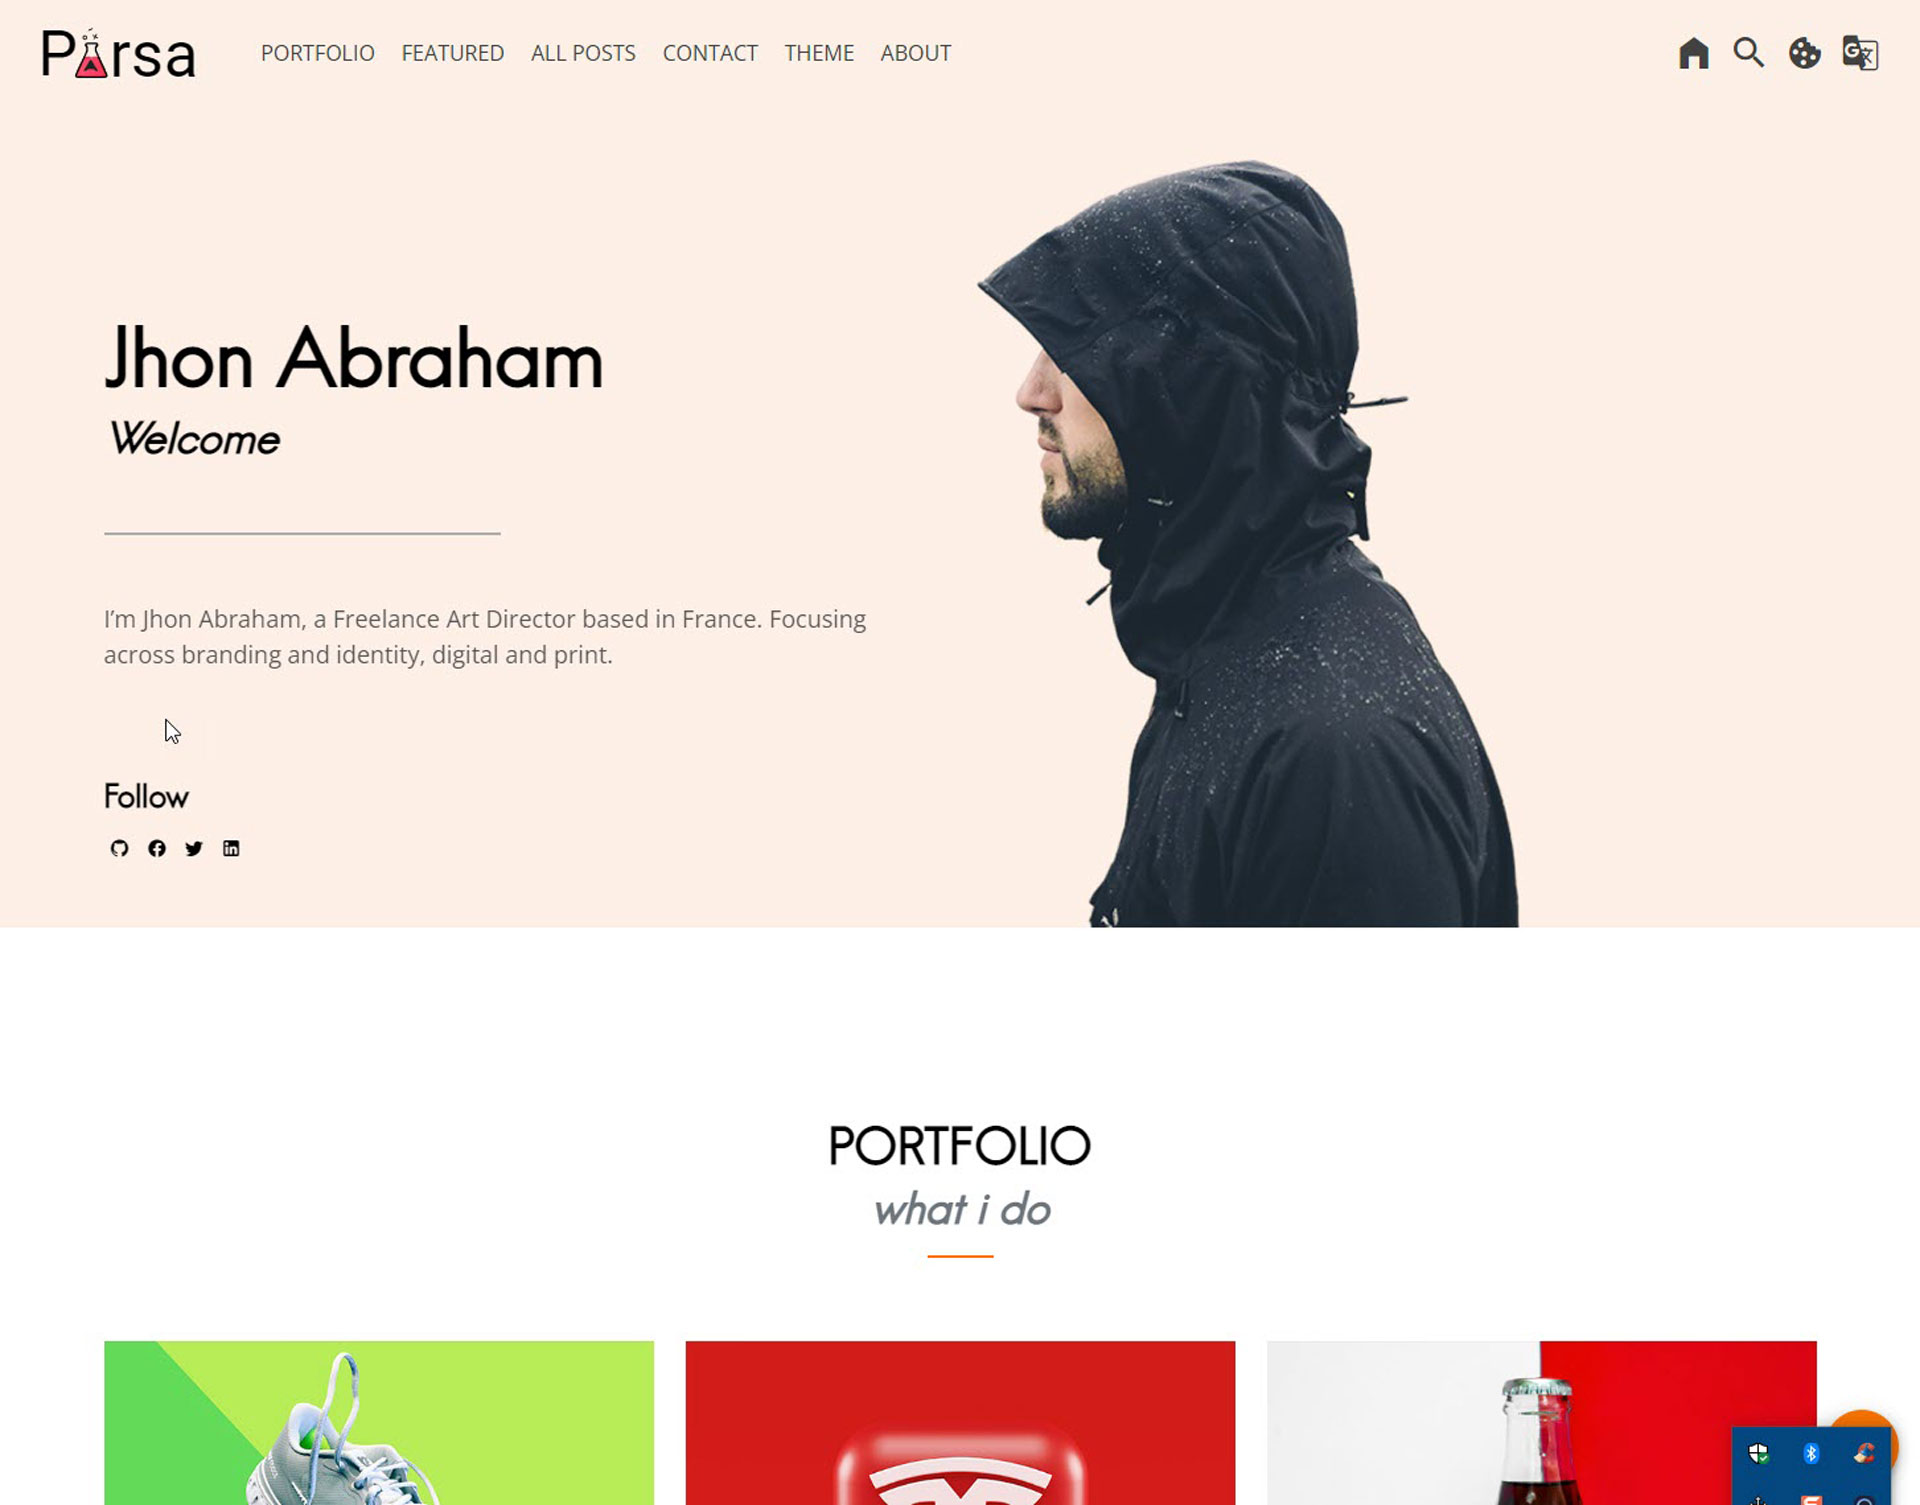 Parsa
PORTFOLIO FEATURED ALL POSTS CONTACT THEME ABOUT
Jhon Abraham
Welcome
I’m Jhon Abraham, a Freelance Art Director based in France. Focusing
across branding and identity, digital and print.
Follow
PORTFOLIO
what i do